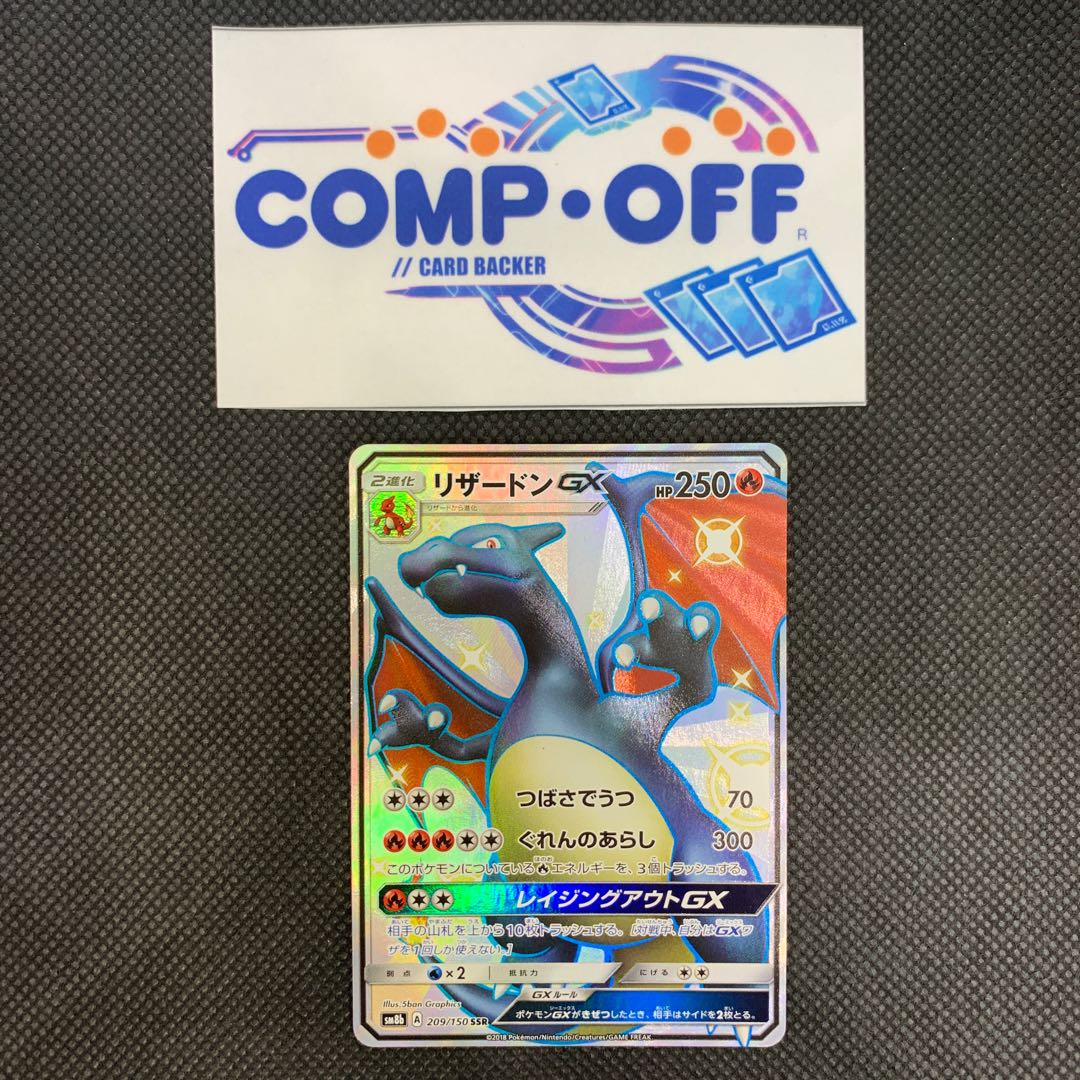 COMP・OFF
R
// CARD BACKER
2進化
リザードンGX
HP250
リザードから進化
つばさでうつ 70
ぐれんのあらし 300
このポケモンについている エネルギーを、3個トラッシュする。
レイジングアウトGX
相手の山札を上から10枚トラッシュする。[対戦中、自分はGXワ
ザを1回しか使えない。]
弱点 ×2 抵抗力 にげる
Illus.5ban Graphics
GXルール
ポケモンGXがきぜつしたとき、相手はサイドを2枚とる。
sm8b A 209/150 SSR
©2018 Pokémon/Nintendo/Creatures/GAME FREAK.